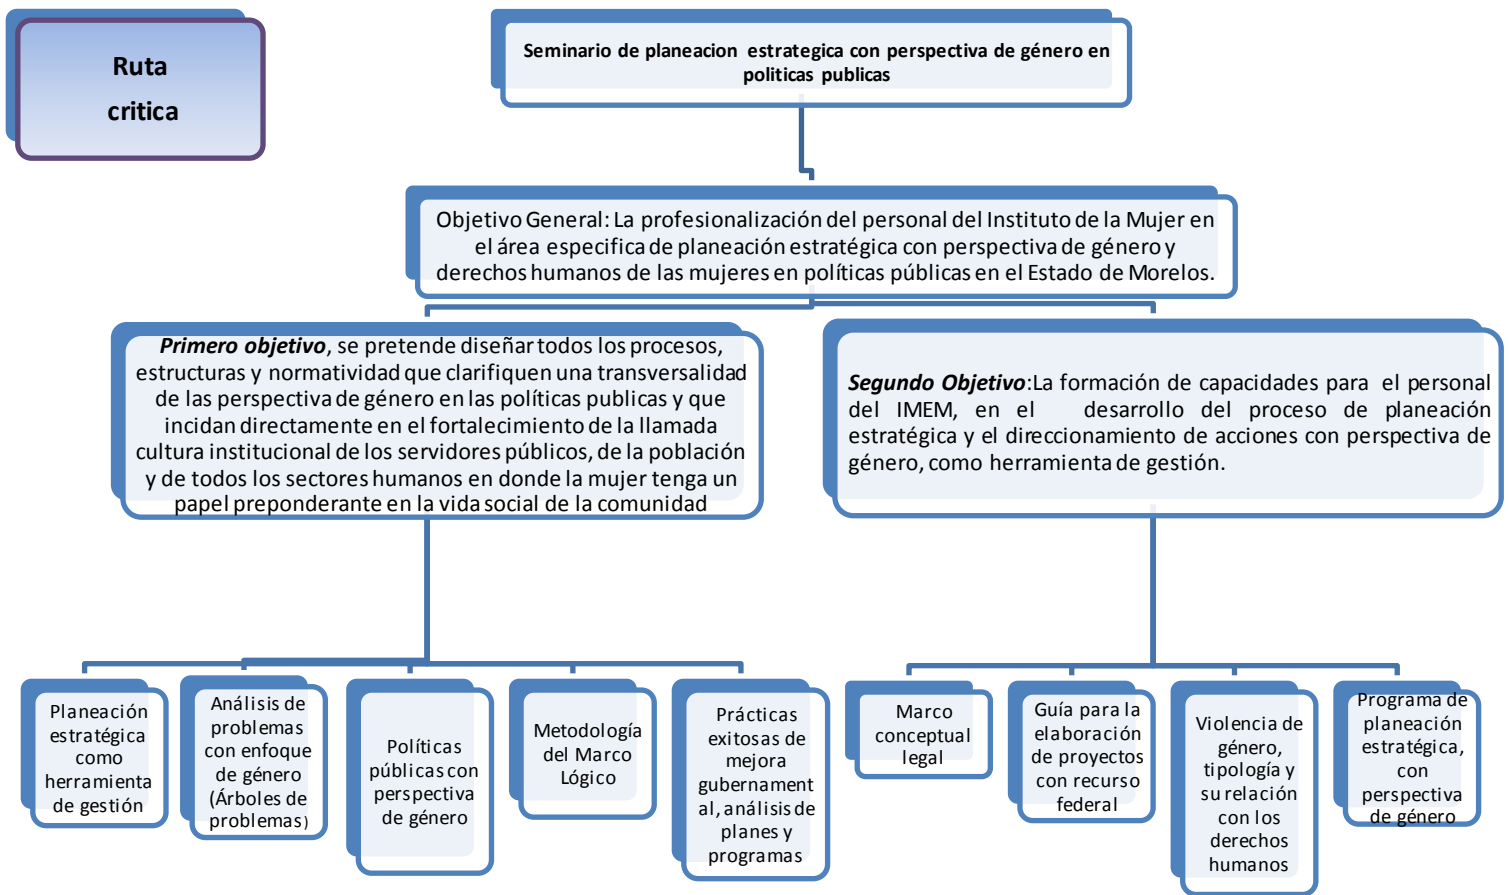 Ruta
critica
Seminario de planeacion estrategica con perspectiva de género en
politicas publicas
Objetivo General: La profesionalización del personal del Instituto de la Mujer en
el área especifica de planeación estratégica con perspectiva de género y
derechos humanos de las mujeres en políticas públicas en el Estado de Morelos.
Primero objetivo, se pretende diseñar todos los procesos,
estructuras y normatividad que clarifiquen una transversalidad
de las perspectiva de género en las políticas publicas y que
incidan directamente en el fortalecimiento de la llamada
cultura institucional de los servidores públicos, de la población
y de todos los sectores humanos en donde la mujer tenga un
papel preponderante en la vida social de la comunidad
Segundo Objetivo:La formación de capacidades para el personal
del IMEM, en el desarrollo del proceso de planeación
estratégica y el direccionamiento de acciones con perspectiva de
género, como herramienta de gestión.
Planeación
estratégica
como
herramienta
de gestión
Análisis de
problemas
con enfoque
de género
(Árboles de
problemas)
Políticas
públicas con
perspectiva
de género
Metodología
del Marco
Lógico
Prácticas
exitosas de
mejora
gubernament
al, análisis de
planes y
programas
Marco
conceptual
legal
Guía para la
elaboración
de proyectos
con recurso
federal
Violencia de
género,
tipología y
su relación
con los
derechos
humanos
Programa de
planeación
estratégica,
con
perspectiva
de género